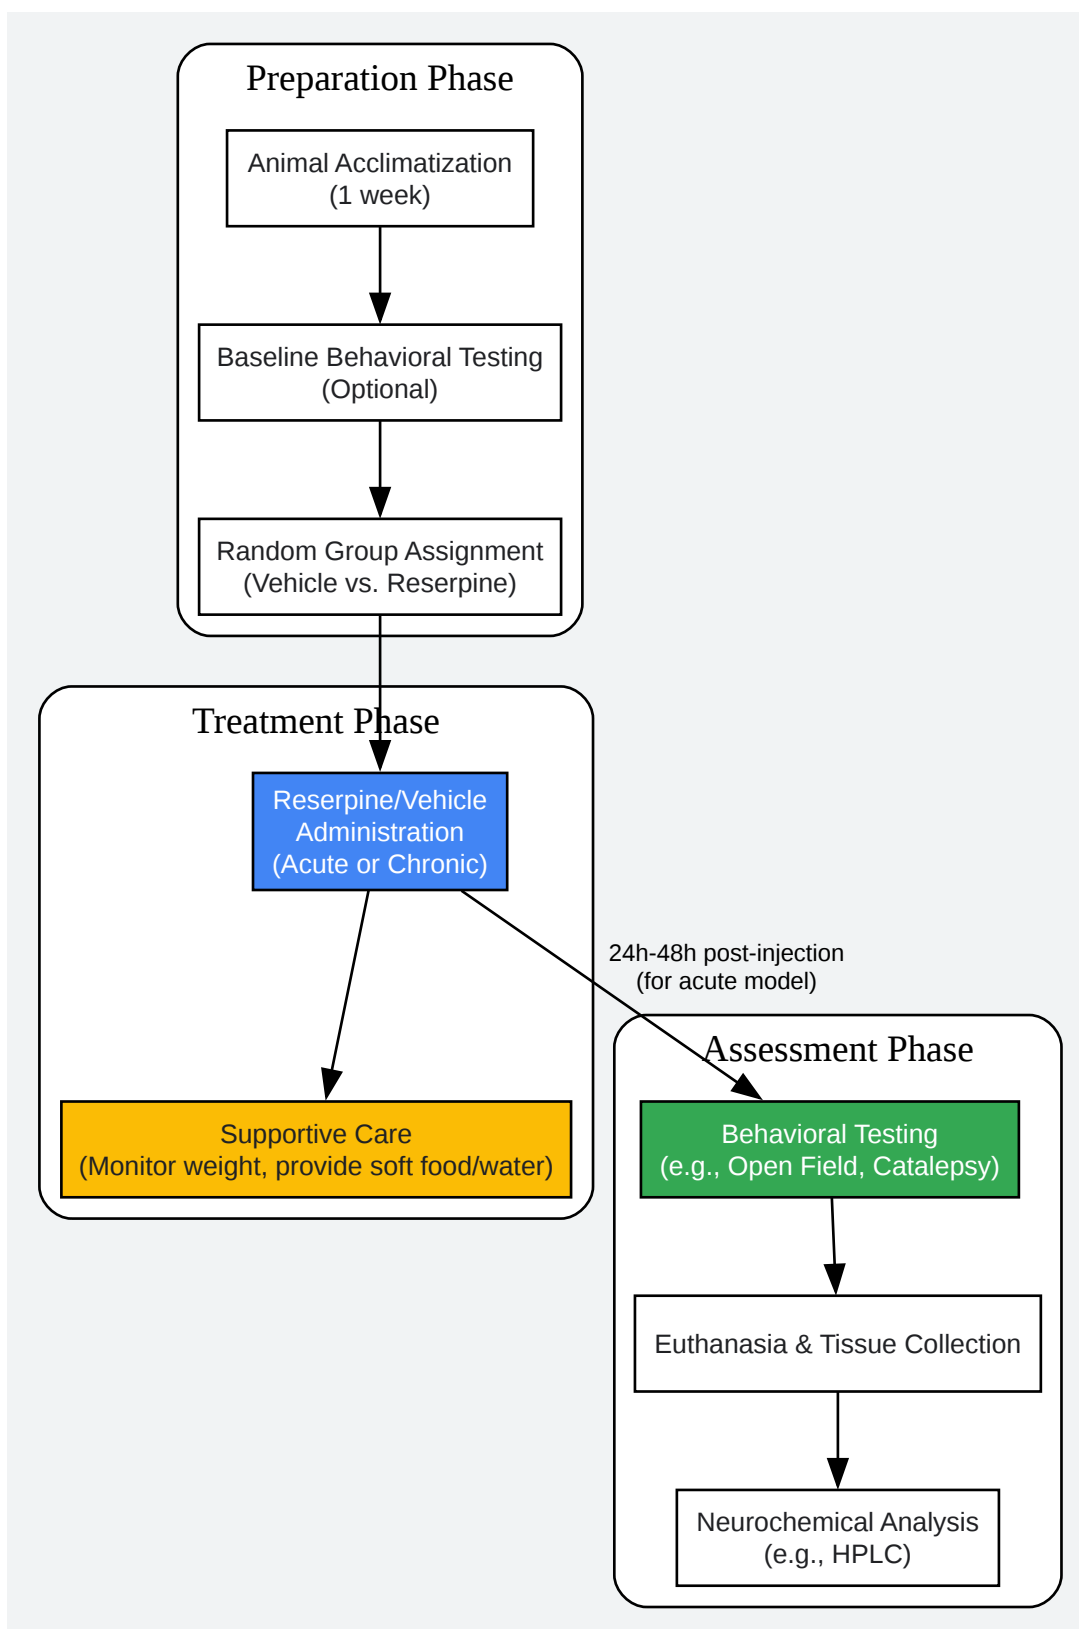 Preparation Phase
Animal Acclimatization
(1 week)
Baseline Behavioral Testing
(Optional)
Random Group Assignment
(Vehicle vs. Reserpine)
Treatment Phase
Reserpine/Vehicle
Administration
(Acute or Chronic)
24h-48h post-injection
(for acute model)
Supportive Care
(Monitor weight, provide soft food/water)
Assessment Phase
Behavioral Testing
(e.g., Open Field, Catalepsy)
Euthanasia & Tissue Collection
Neurochemical Analysis
(e.g., HPLC)